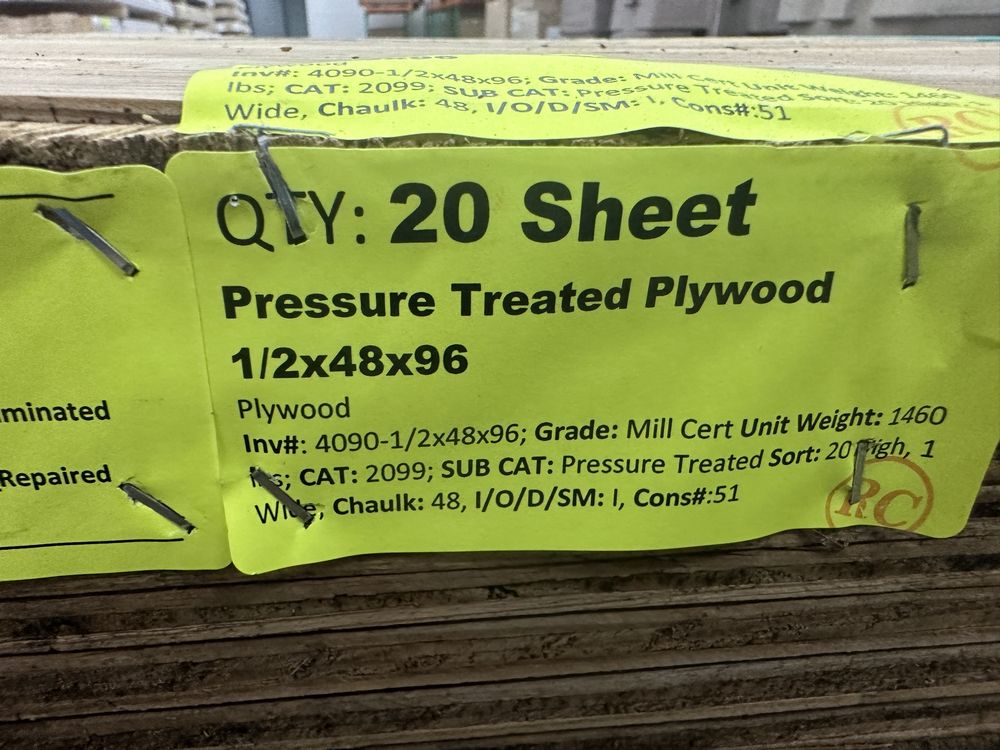 Inv#: 4090-1/2x48x96; Grade: Mill Cert Unit Weight: 1460
lbs; CAT: 2099; SUB CAT: Pressure Treated Sort: 20 High, 1
Wide, Chaulk: 48, I/O/D/SM: I, Cons#:51
RC
QTY: 20 Sheet
Pressure Treated Plywood
1/2x48x96
Plywood
Inv#: 4090-1/2x48x96; Grade: Mill Cert Unit Weight: 1460
lbs; CAT: 2099; SUB CAT: Pressure Treated Sort: 20 High, 1
Wide, Chaulk: 48, I/O/D/SM: I, Cons#:51
RC
minated
Repaired